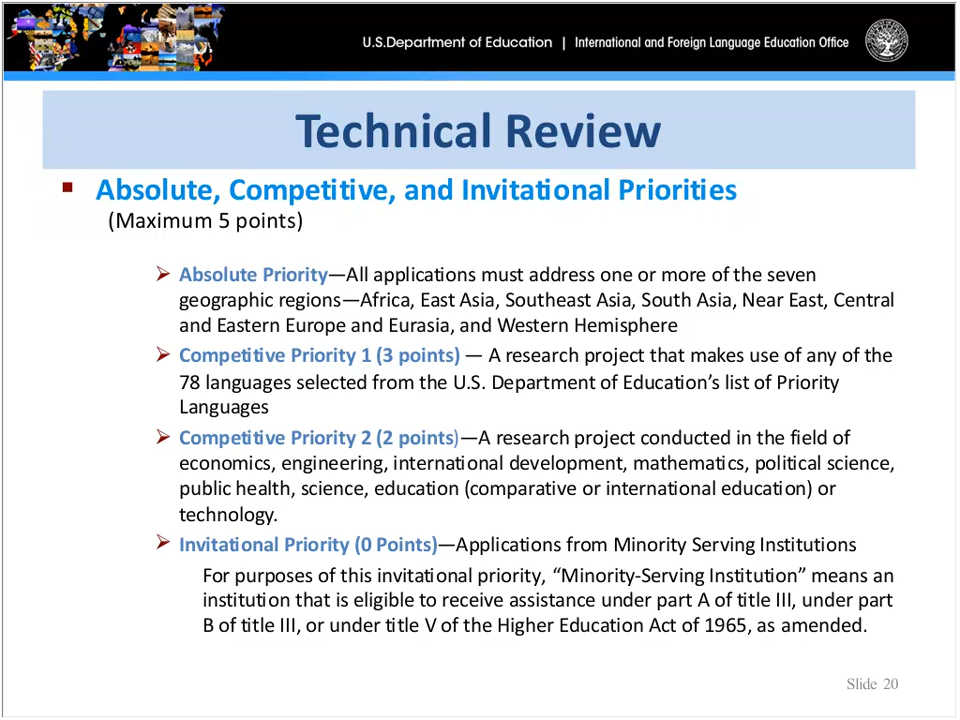 U.S.Department of Education | International and Foreign Language Education Office
Technical Review
▪ Absolute, Competitive, and Invitational Priorities
(Maximum 5 points)
➢ Absolute Priority—All applications must address one or more of the seven
geographic regions—Africa, East Asia, Southeast Asia, South Asia, Near East, Central
and Eastern Europe and Eurasia, and Western Hemisphere
➢ Competitive Priority 1 (3 points) — A research project that makes use of any of the
78 languages selected from the U.S. Department of Education’s list of Priority
Languages
➢ Competitive Priority 2 (2 points)—A research project conducted in the field of
economics, engineering, international development, mathematics, political science,
public health, science, education (comparative or international education) or
technology.
➢ Invitational Priority (0 Points)—Applications from Minority Serving Institutions
For purposes of this invitational priority, “Minority-Serving Institution” means an
institution that is eligible to receive assistance under part A of title III, under part
B of title III, or under title V of the Higher Education Act of 1965, as amended.
Slide 20